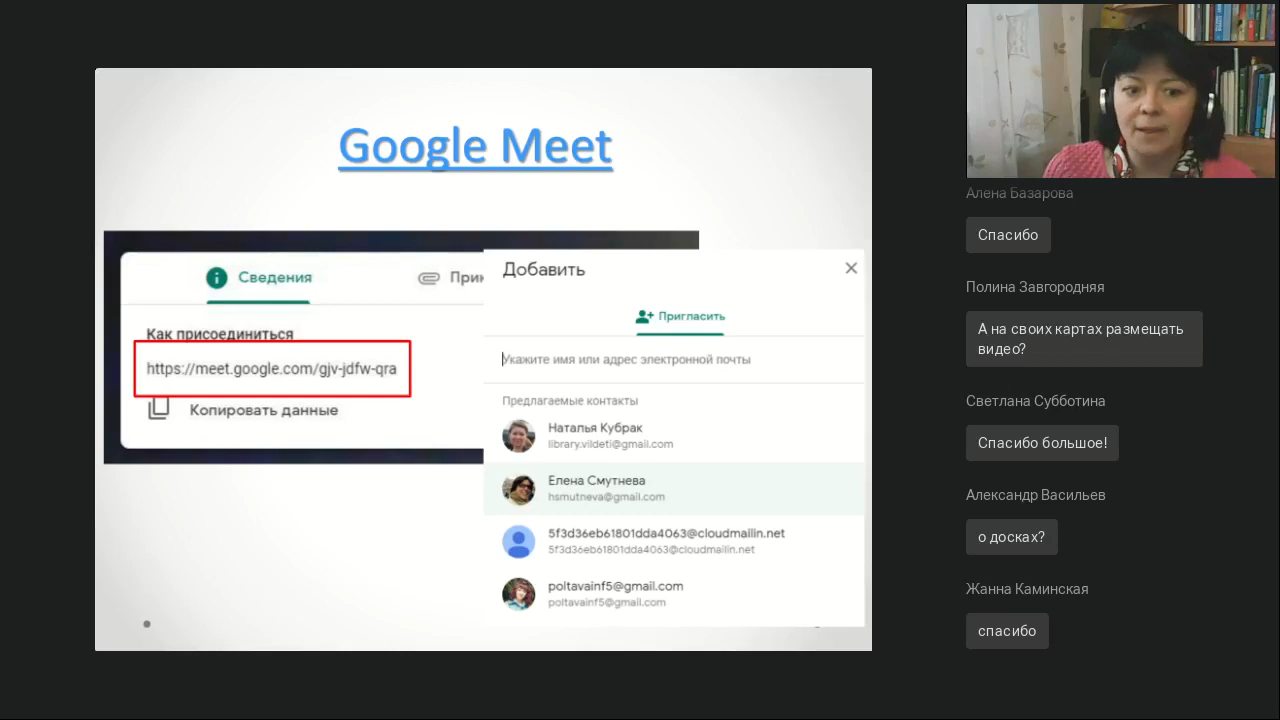 Google Meet
Сведения
При
Как присоединиться
https://meet.google.com/gjv-jdfw-qra
Копировать данные
Добавить
Пригласить
Укажите имя или адрес электронной почты
Предлагаемые контакты
Наталья Кубрак
library.vildeti@gmail.com
Елена Смутнева
hsmutneva@gmail.com
5f3d36eb61801dda4063@cloudmailin.net
5f3d36eb61801dda4063@cloudmailin.net
poltavainf5@gmail.com
poltavainf5@gmail.com
Алена Базарова
Спасибо
Полина Завгородняя
А на своих картах размещать
видео?
Светлана Субботина
Спасибо большое!
Александр Васильев
о досках?
Жанна Каминская
спасибо